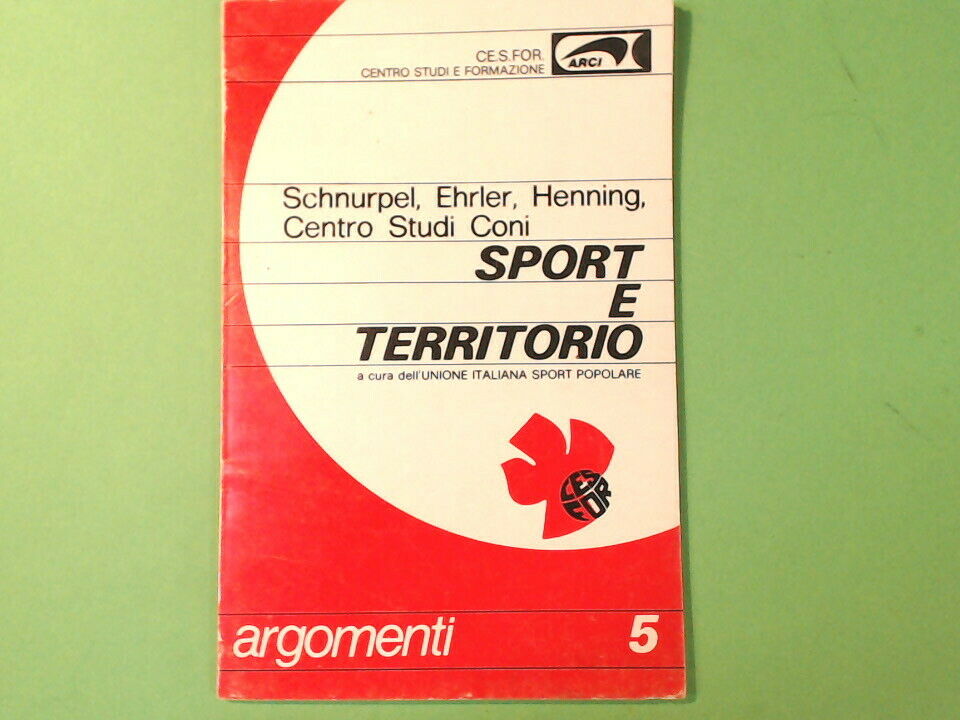 CE.S.FOR.
CENTRO STUDI E FORMAZIONE
ARCI
Schnurpel, Ehrler, Henning,
Centro Studi Coni
SPORT
E
TERRITORIO
a cura dell'UNIONE ITALIANA SPORT POPOLARE
CES
FOR
argomenti 5